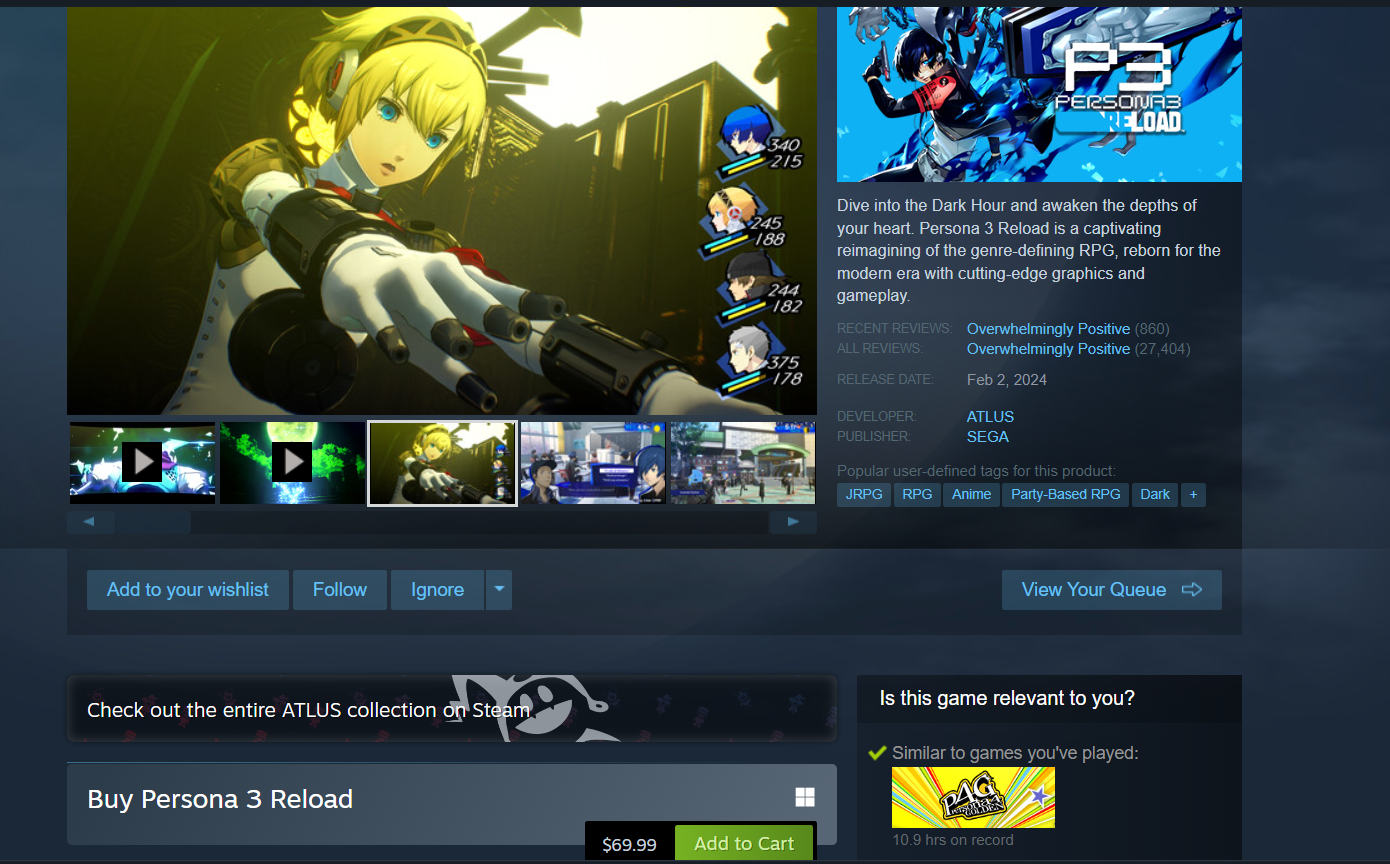 340
215
245
188
244
182
375
178
P3
PERSONA3
RELOAD
Dive into the Dark Hour and awaken the depths of
your heart. Persona 3 Reload is a captivating
reimagining of the genre-defining RPG, reborn for the
modern era with cutting-edge graphics and
gameplay.
RECENT REVIEWS: Overwhelmingly Positive (860)
ALL REVIEWS: Overwhelmingly Positive (27,404)
RELEASE DATE: Feb 2, 2024
DEVELOPER: ATLUS
PUBLISHER: SEGA
Popular user-defined tags for this product:
JRPG RPG Anime Party-Based RPG Dark +
Add to your wishlist Follow Ignore View Your Queue
Check out the entire ATLUS collection on Steam
Is this game relevant to you?
Similar to games you've played:
P4G
Persona4
GOLDEN
10.9 hrs on record
Buy Persona 3 Reload
$69.99 Add to Cart